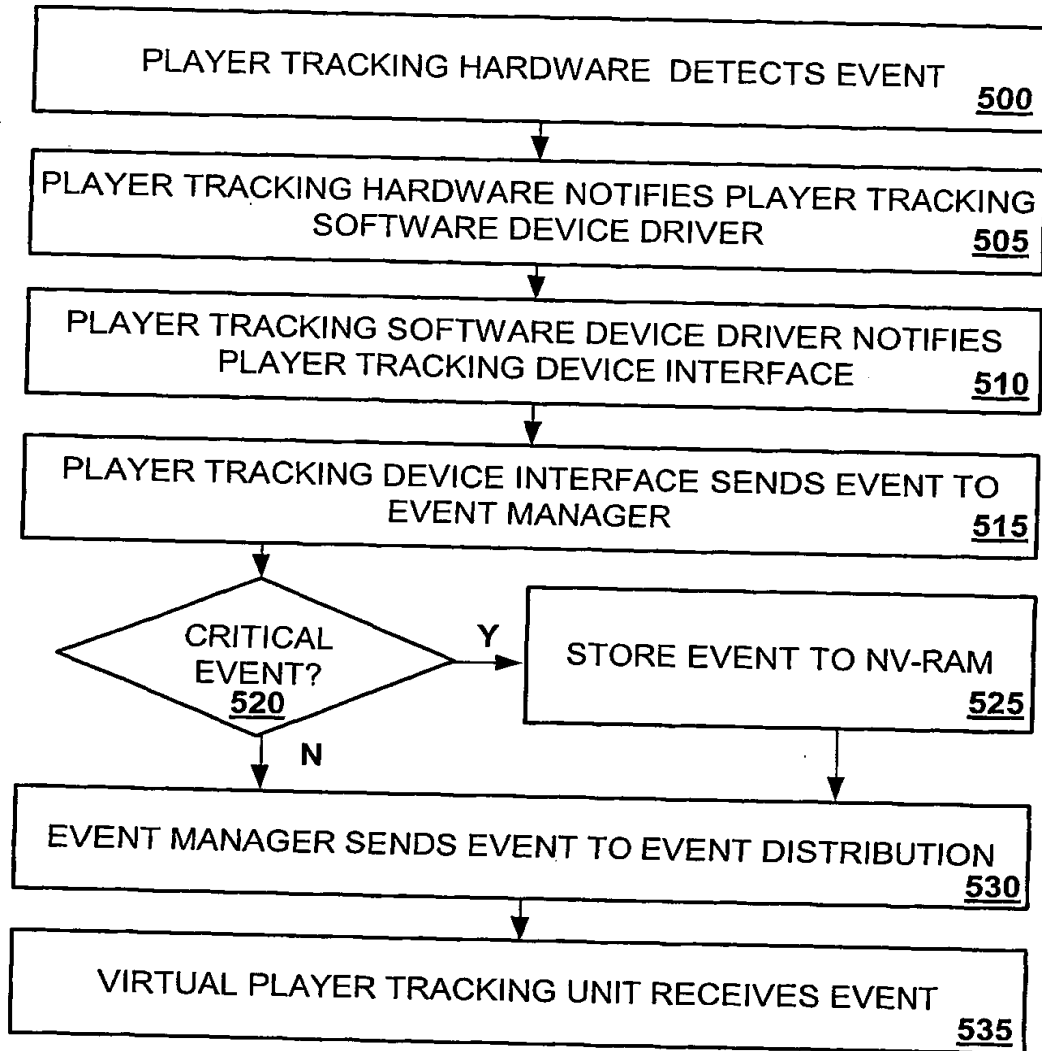 PLAYER TRACKING HARDWARE DETECTS EVENT
500
PLAYER TRACKING HARDWARE NOTIFIES PLAYER TRACKING
SOFTWARE DEVICE DRIVER
505
PLAYER TRACKING SOFTWARE DEVICE DRIVER NOTIFIES
PLAYER TRACKING DEVICE INTERFACE
510
PLAYER TRACKING DEVICE INTERFACE SENDS EVENT TO
EVENT MANAGER
515
CRITICAL
EVENT?
520
Y
N
STORE EVENT TO NV-RAM
525
EVENT MANAGER SENDS EVENT TO EVENT DISTRIBUTION
530
VIRTUAL PLAYER TRACKING UNIT RECEIVES EVENT
535